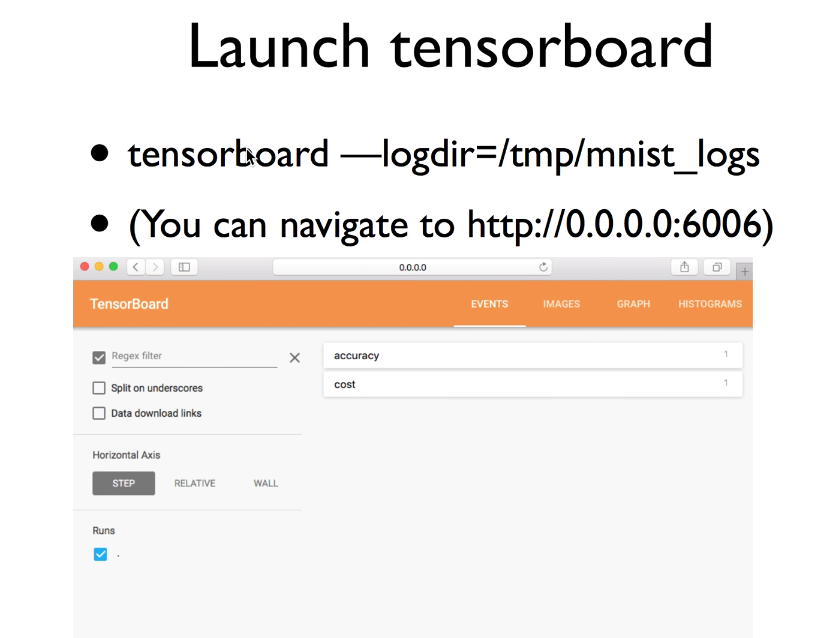 Launch tensorboard
• tensorboard —logdir=/tmp/mnist_logs
• (You can navigate to http://0.0.0.0:6006)
0.0.0.0
TensorBoard EVENTS IMAGES GRAPH HISTOGRAMS
Regex filter
Split on underscores
Data download links
Horizontal Axis
STEP RELATIVE WALL
Runs
.
accuracy 1
cost 1